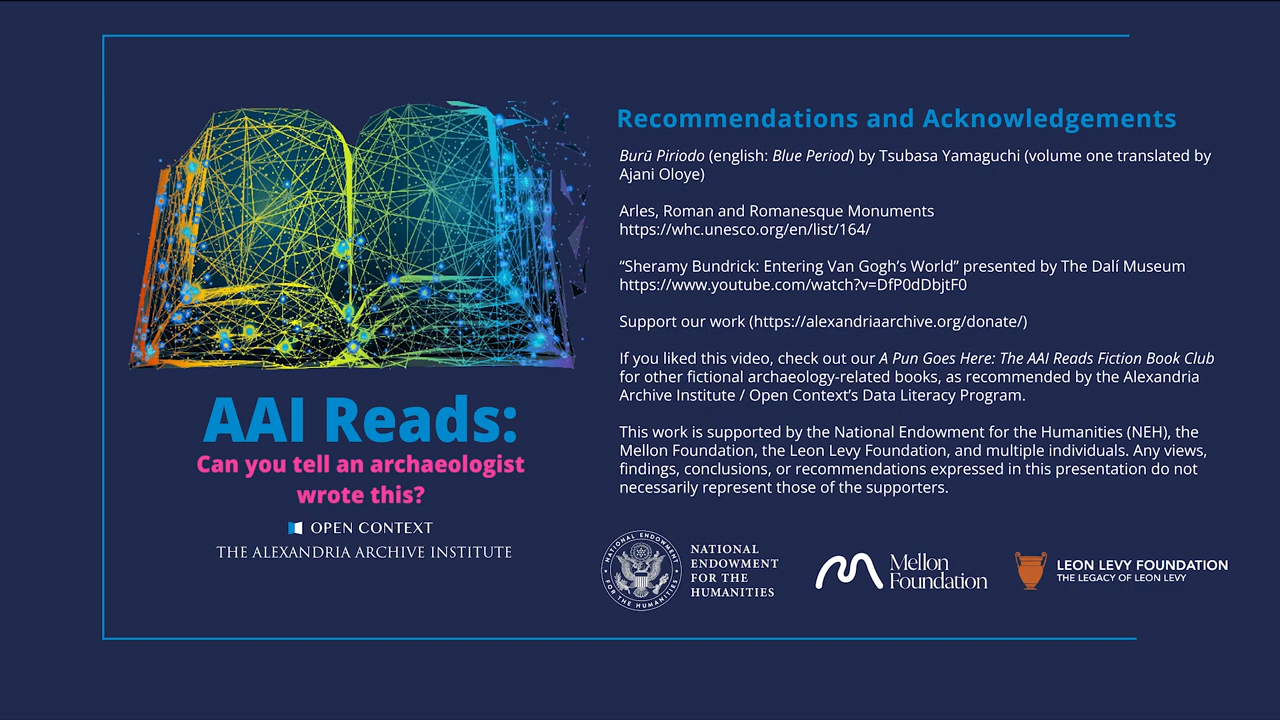 AAI Reads:
Can you tell an archaeologist
wrote this?
OPEN CONTEXT
THE ALEXANDRIA ARCHIVE INSTITUTE
Recommendations and Acknowledgements
Burū Piriodo (english: Blue Period) by Tsubasa Yamaguchi (volume one translated by
Ajani Oloye)
Arles, Roman and Romanesque Monuments
https://whc.unesco.org/en/list/164/
“Sheramy Bundrick: Entering Van Gogh’s World” presented by The Dalí Museum
https://www.youtube.com/watch?v=DfP0dDbjtF0
Support our work (https://alexandriaarchive.org/donate/)
If you liked this video, check out our A Pun Goes Here: The AAI Reads Fiction Book Club
for other fictional archaeology-related books, as recommended by the Alexandria
Archive Institute / Open Context’s Data Literacy Program.
This work is supported by the National Endowment for the Humanities (NEH), the
Mellon Foundation, the Leon Levy Foundation, and multiple individuals. Any views,
findings, conclusions, or recommendations expressed in this presentation do not
necessarily represent those of the supporters.
NATIONAL ENDOWMENT
FOR THE HUMANITIES
NATIONAL
ENDOWMENT
FOR THE
HUMANITIES
Mellon
Foundation
LEON LEVY FOUNDATION
THE LEGACY OF LEON LEVY